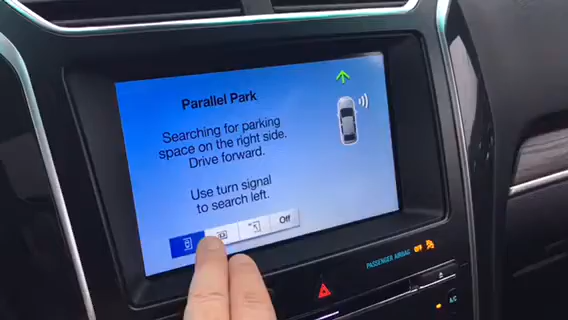 Parallel Park
Searching for parking
space on the right side.
Drive forward.
Use turn signal
to search left.
Off
PASSENGER AIRBAG OFF
A/C